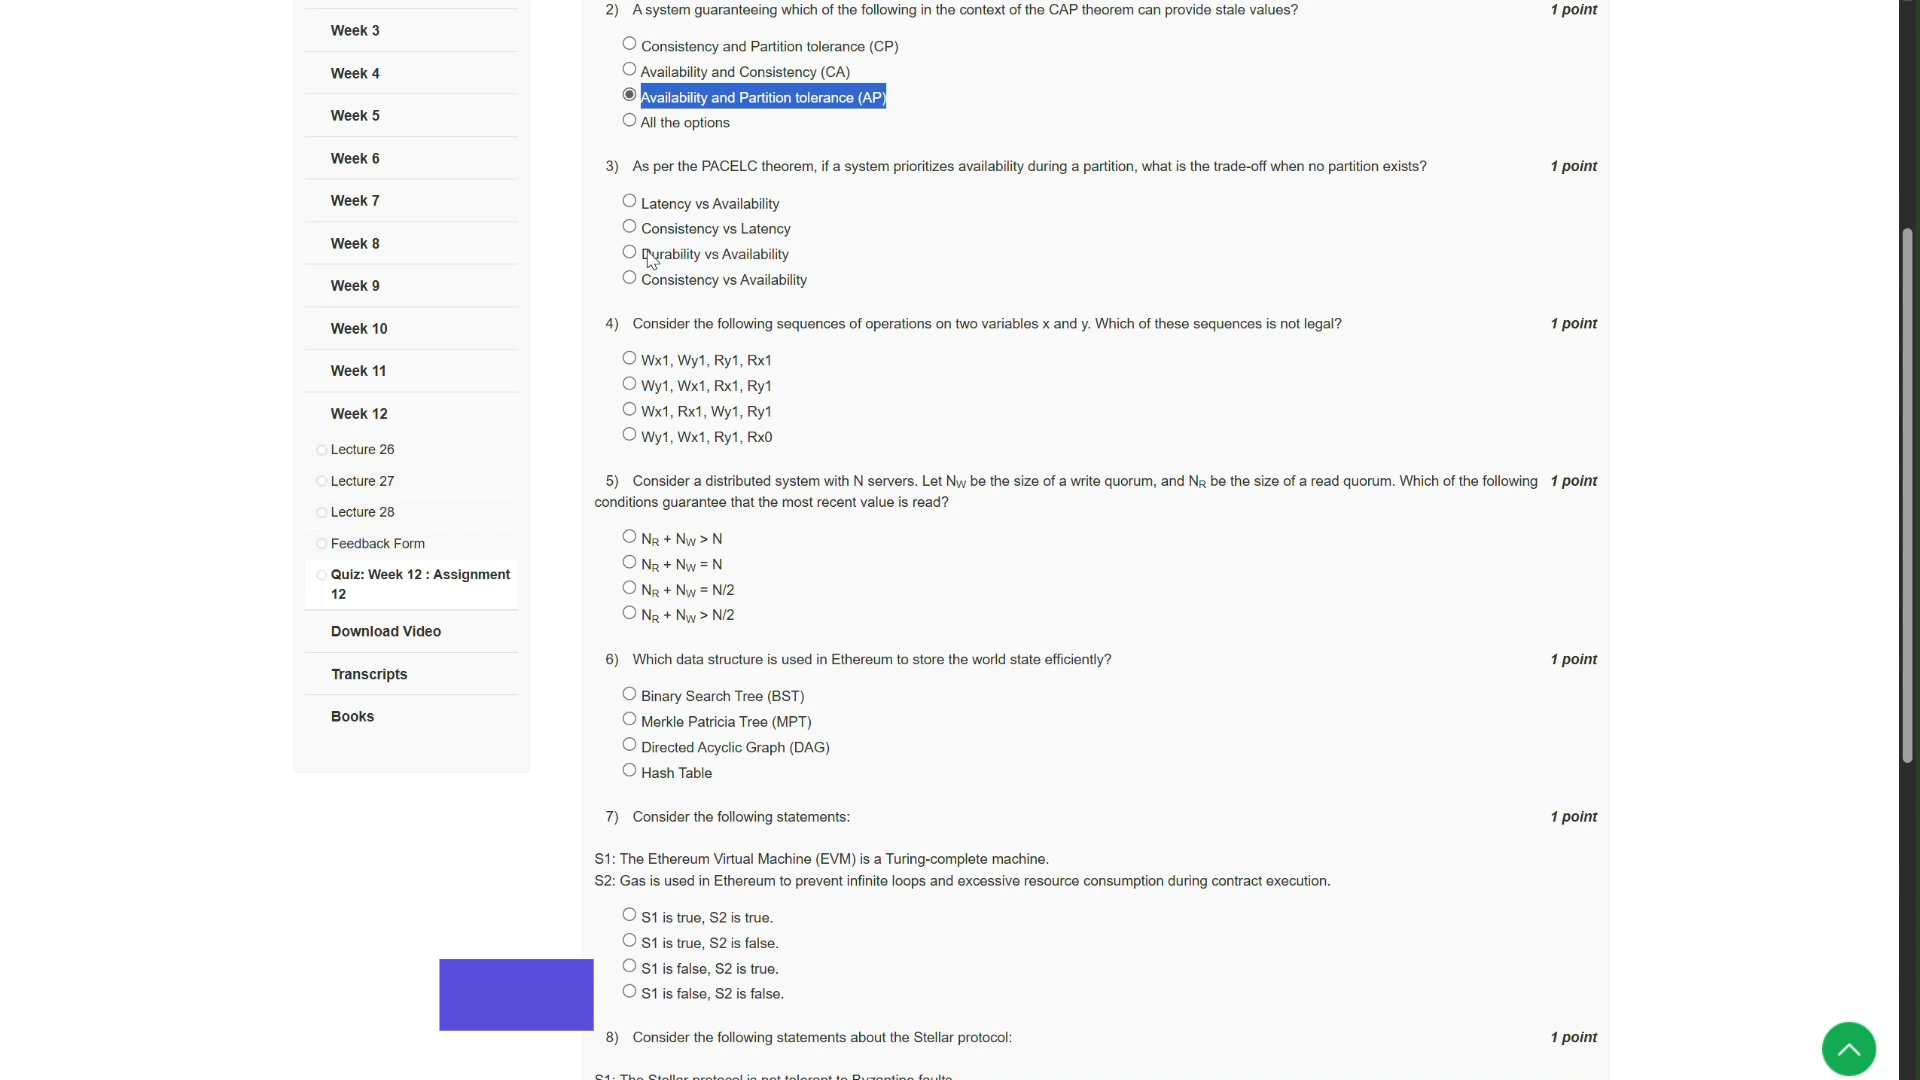 Week 3
Week 4
Week 5
Week 6
Week 7
Week 8
Week 9
Week 10
Week 11
Week 12
Lecture 26
Lecture 27
Lecture 28
Feedback Form
Quiz: Week 12 : Assignment
12
Download Video
Transcripts
Books
2) A system guaranteeing which of the following in the context of the CAP theorem can provide stale values? 1 point
Consistency and Partition tolerance (CP)
Availability and Consistency (CA)
Availability and Partition tolerance (AP)
All the options
3) As per the PACELC theorem, if a system prioritizes availability during a partition, what is the trade-off when no partition exists? 1 point
Latency vs Availability
Consistency vs Latency
Durability vs Availability
Consistency vs Availability
4) Consider the following sequences of operations on two variables x and y. Which of these sequences is not legal? 1 point
Wx1, Wy1, Ry1, Rx1
Wy1, Wx1, Rx1, Ry1
Wx1, Rx1, Wy1, Ry1
Wy1, Wx1, Ry1, Rx0
5) Consider a distributed system with N servers. Let NW be the size of a write quorum, and NR be the size of a read quorum. Which of the following 1 point
conditions guarantee that the most recent value is read?
NR + NW > N
NR + NW = N
NR + NW = N/2
NR + NW > N/2
6) Which data structure is used in Ethereum to store the world state efficiently? 1 point
Binary Search Tree (BST)
Merkle Patricia Tree (MPT)
Directed Acyclic Graph (DAG)
Hash Table
7) Consider the following statements: 1 point
S1: The Ethereum Virtual Machine (EVM) is a Turing-complete machine.
S2: Gas is used in Ethereum to prevent infinite loops and excessive resource consumption during contract execution.
S1 is true, S2 is true.
S1 is true, S2 is false.
S1 is false, S2 is true.
S1 is false, S2 is false.
8) Consider the following statements about the Stellar protocol: 1 point
S1: The Stellar protocol is not tolerant to Byzantine faults